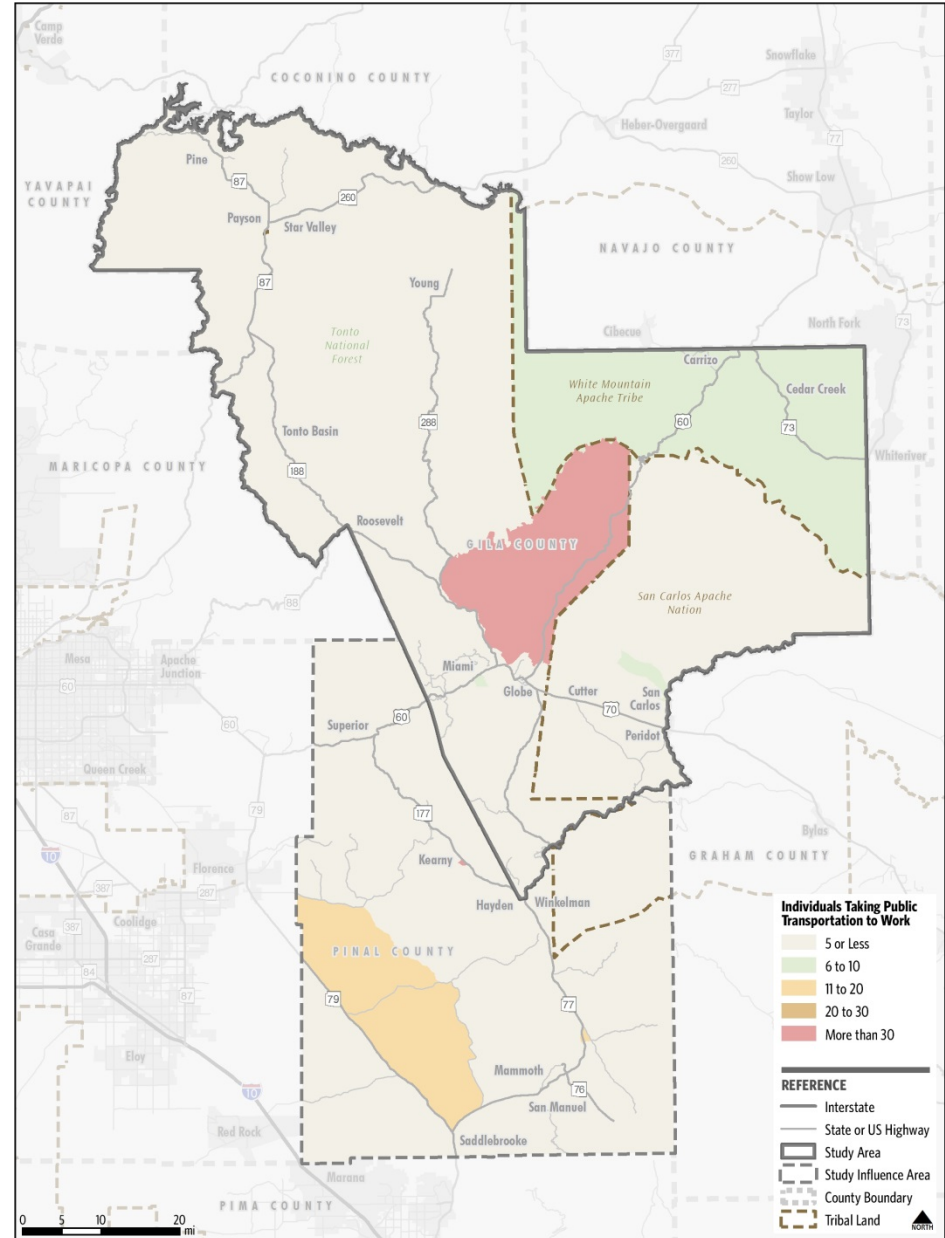 Camp
Verde
COCONINO COUNTY
377
Snowflake
277
Taylor
77
Heber-Overgaard
260
Show Low
Pine
87
YAVAPAI
COUNTY
260
Payson
Star Valley
NAVAJO COUNTY
87
Young
North Fork
Cibecue
73
Tonto
National
Forest
Carrizo
White Mountain
Apache Tribe
Cedar Creek
60
288
73
Tonto Basin
Whiteriver
MARICOPA COUNTY
188
Roosevelt
GILA COUNTY
San Carlos Apache
Nation
88
Mesa
Apache
Junction
60
Miami
Globe
Cutter
San
Carlos
70
Superior
60
60
Peridot
Queen Creek
79
177
87
Bylas
10
Kearny
GRAHAM COUNTY
Florence
387
287
Hayden
Winkelman
Coolidge
Casa
Grande
387
287
PINAL COUNTY
84
87
79
77
Eloy
Mammoth
76
10
San Manuel
Red Rock
Saddlebrooke
Marana
PIMA COUNTY
0 5 10 20
mi
Individuals Taking Public
Transportation to Work
5 or Less
6 to 10
11 to 20
20 to 30
More than 30
REFERENCE
Interstate
State or US Highway
Study Area
Study Influence Area
County Boundary
Tribal Land
NORTH